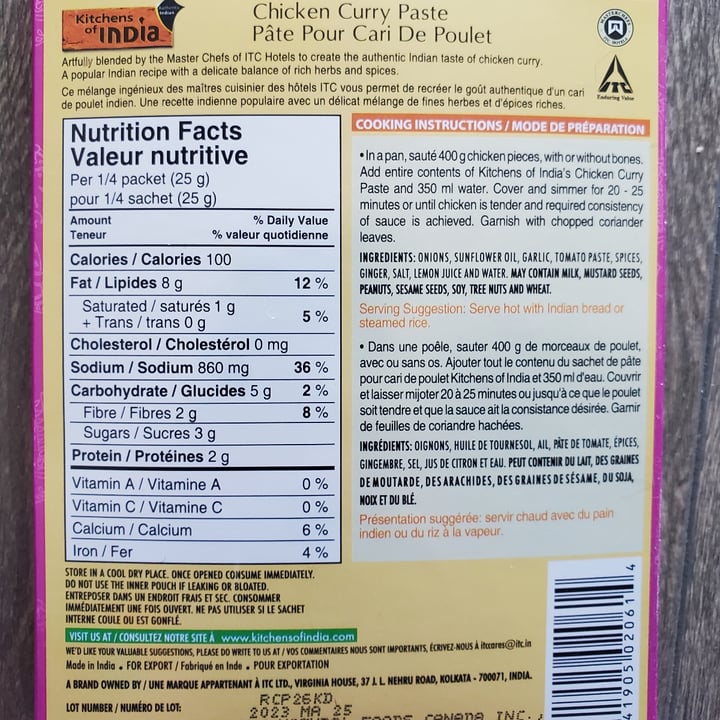 Kitchens
of INDIA
Authentic
Indian
Chicken Curry Paste
Pâte Pour Cari De Poulet
MASTERCHEFS
ITC HOTELS
Artfully blended by the Master Chefs of ITC Hotels to create the authentic Indian taste of chicken curry.
A popular Indian recipe with a delicate balance of rich herbs and spices.
Ce mélange ingénieux des maîtres cuisinier des hôtels ITC vous permet de recréer le goût authentique d'un cari
de poulet indien. Une recette indienne populaire avec un délicat mélange de fines herbes et d'épices riches.
Enduring Value
Nutrition Facts
Valeur nutritive
Per 1/4 packet (25 g)
pour 1/4 sachet (25 g)
Amount % Daily Value
Teneur % valeur quotidienne
Calories / Calories 100
Fat / Lipides 8 g 12 %
Saturated / saturés 1 g
+ Trans / trans 0 g 5 %
Cholesterol / Cholestérol 0 mg
Sodium / Sodium 860 mg 36 %
Carbohydrate / Glucides 5 g 2 %
Fibre / Fibres 2 g 8 %
Sugars / Sucres 3 g
Protein / Protéines 2 g
Vitamin A / Vitamine A 0 %
Vitamin C / Vitamine C 0 %
Calcium / Calcium 6 %
Iron / Fer 4 %
COOKING INSTRUCTIONS / MODE DE PRÉPARATION
• In a pan, sauté 400 g chicken pieces, with or without bones.
Add entire contents of Kitchens of India's Chicken Curry
Paste and 350 ml water. Cover and simmer for 20 - 25
minutes or until chicken is tender and required consistency
of sauce is achieved. Garnish with chopped coriander
leaves.
INGREDIENTS: ONIONS, SUNFLOWER OIL, GARLIC, TOMATO PASTE, SPICES,
GINGER, SALT, LEMON JUICE AND WATER. MAY CONTAIN MILK, MUSTARD SEEDS,
PEANUTS, SESAME SEEDS, SOY, TREE NUTS AND WHEAT.
Serving Suggestion: Serve hot with Indian bread or
steamed rice.
• Dans une poêle, sauter 400 g de morceaux de poulet,
avec ou sans os. Ajouter tout le contenu du sachet de pâte
pour cari de poulet Kitchens of India et 350 ml d'eau. Couvrir
et laisser mijoter 20 à 25 minutes ou jusqu'à ce que le poulet
soit tendre et que la sauce ait la consistance désirée. Garnir
de feuilles de coriandre hachées.
INGRÉDIENTS: OIGNONS, HUILE DE TOURNESOL, AIL, PÂTE DE TOMATE, ÉPICES,
GINGEMBRE, SEL, JUS DE CITRON ET EAU. PEUT CONTENIR DU LAIT, DES GRAINES
DE MOUTARDE, DES ARACHIDES, DES GRAINES DE SÉSAME, DU SOJA,
NOIX ET DU BLÉ.
Présentation suggérée: servir chaud avec du pain
indien ou du riz à la vapeur.
STORE IN A COOL DRY PLACE. ONCE OPENED CONSUME IMMEDIATELY.
DO NOT USE THE INNER POUCH IF LEAKING OR BLOATED.
ENTREPOSER DANS UN ENDROIT FRAIS ET SEC. CONSOMMER
IMMÉDIATEMENT UNE FOIS OUVERT. NE PAS UTILISER SI LE SACHET
INTERNE COULE OU EST GONFLÉ.
VISIT US AT / CONSULTEZ NOTRE SITE À www.kitchensofindia.com
WE'D LIKE YOUR VALUABLE SUGGESTIONS, PLEASE DO WRITE TO US AT / VOS COMMENTAIRES NOUS SONT IMPORTANTS, ÉCRIVEZ-NOUS À itccares@itc.in
Made in India • FOR EXPORT / Fabriqué en Inde • POUR EXPORTATION
A BRAND OWNED BY / UNE MARQUE APPARTENANT À ITC LTD., VIRGINIA HOUSE, 37 J. L. NEHRU ROAD, KOLKATA - 700071, INDIA.
LOT NUMBER / NUMÉRO DE LOT:
RCP26KD
2023 MA 25
FOODS CANADA INC.
41905 02061 4